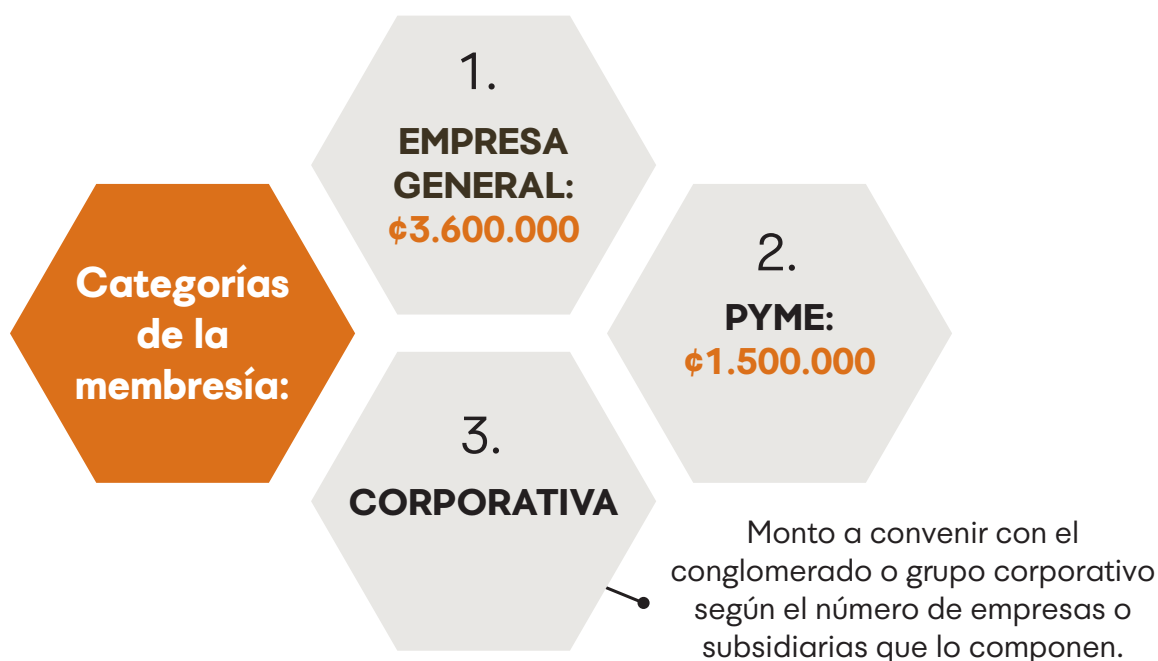 Categorías
de la
membresía:
1.
EMPRESA
GENERAL:
¢3.600.000
2.
PYME:
¢1.500.000
3.
CORPORATIVA
Monto a convenir con el
conglomerado o grupo corporativo
según el número de empresas o
subsidiarias que lo componen.